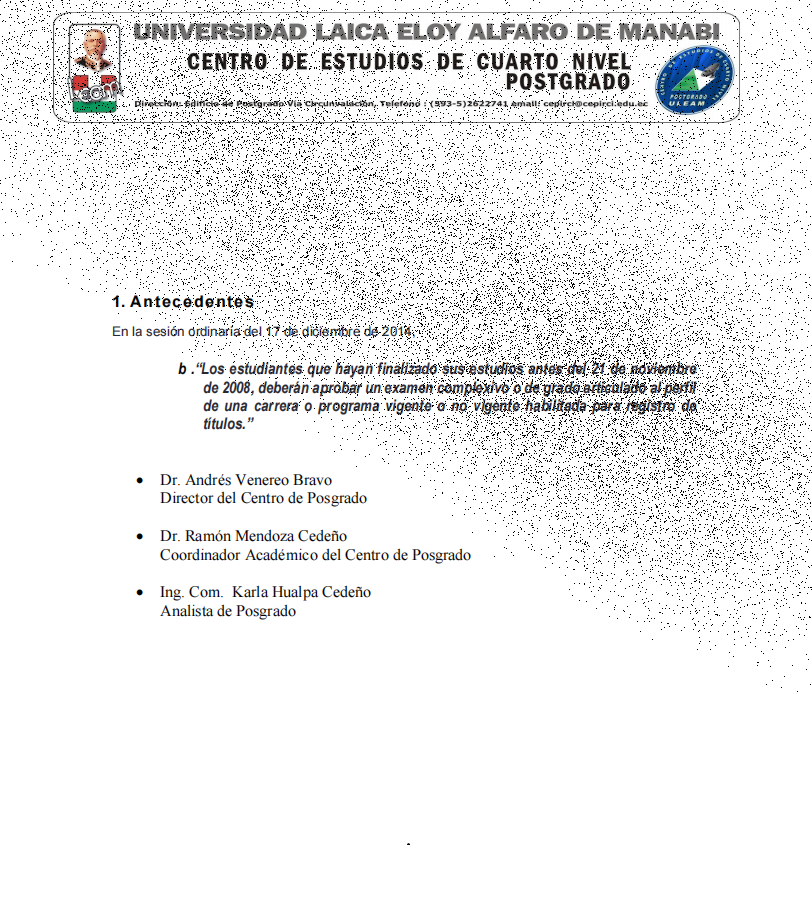 UNIVERSIDAD LAICA ELOY ALFARO DE MANABI
CENTRO DE ESTUDIOS DE CUARTO NIVEL
POSTGRADO
Dirección: Edificio de Postgrado Vía Circunvalación, Teléfono (593-5)2622741 email: cepirci@cepirci.edu.ec
POSTGRADO
ULEAM
1. Antecedentes
En la sesión ordinaria del 17 de diciembre de 2014
b .“Los estudiantes que hayan finalizado sus estudios antes del 21 de noviembre
de 2008, deberán aprobar un examen complexivo o de grado articulado al perfil
de una carrera o programa vigente o no vigente habilitada para registro de
títulos.”
• Dr. Andrés Venereo Bravo
Director del Centro de Posgrado
• Dr. Ramón Mendoza Cedeño
Coordinador Académico del Centro de Posgrado
• Ing. Com. Karla Hualpa Cedeño
Analista de Posgrado